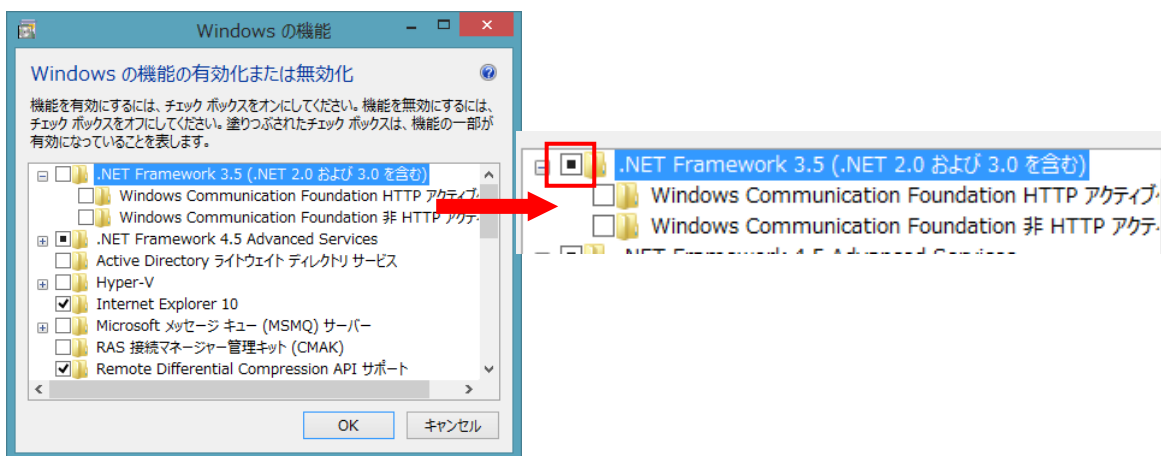 Windows の機能
Windows の機能の有効化または無効化
機能を有効にするには、チェック ボックスをオンにしてください。機能を無効にするには、
チェック ボックスをオフにしてください。塗りつぶされたチェック ボックスは、機能の一部が
有効になっていることを表します。
.NET Framework 3.5 (.NET 2.0 および 3.0 を含む)
Windows Communication Foundation HTTP アクティブ
Windows Communication Foundation 非 HTTP アクテ
.NET Framework 4.5 Advanced Services
Active Directory ライトウェイト ディレクトリ サービス
Hyper-V
Internet Explorer 10
Microsoft メッセージ キュー (MSMQ) サーバー
RAS 接続マネージャー管理キット (CMAK)
Remote Differential Compression API サポート
OK
キャンセル
.NET Framework 3.5 (.NET 2.0 および 3.0 を含む)
Windows Communication Foundation HTTP アクティブ
Windows Communication Foundation 非 HTTP アクテ
.NET Framework 4.5 Advanced Services